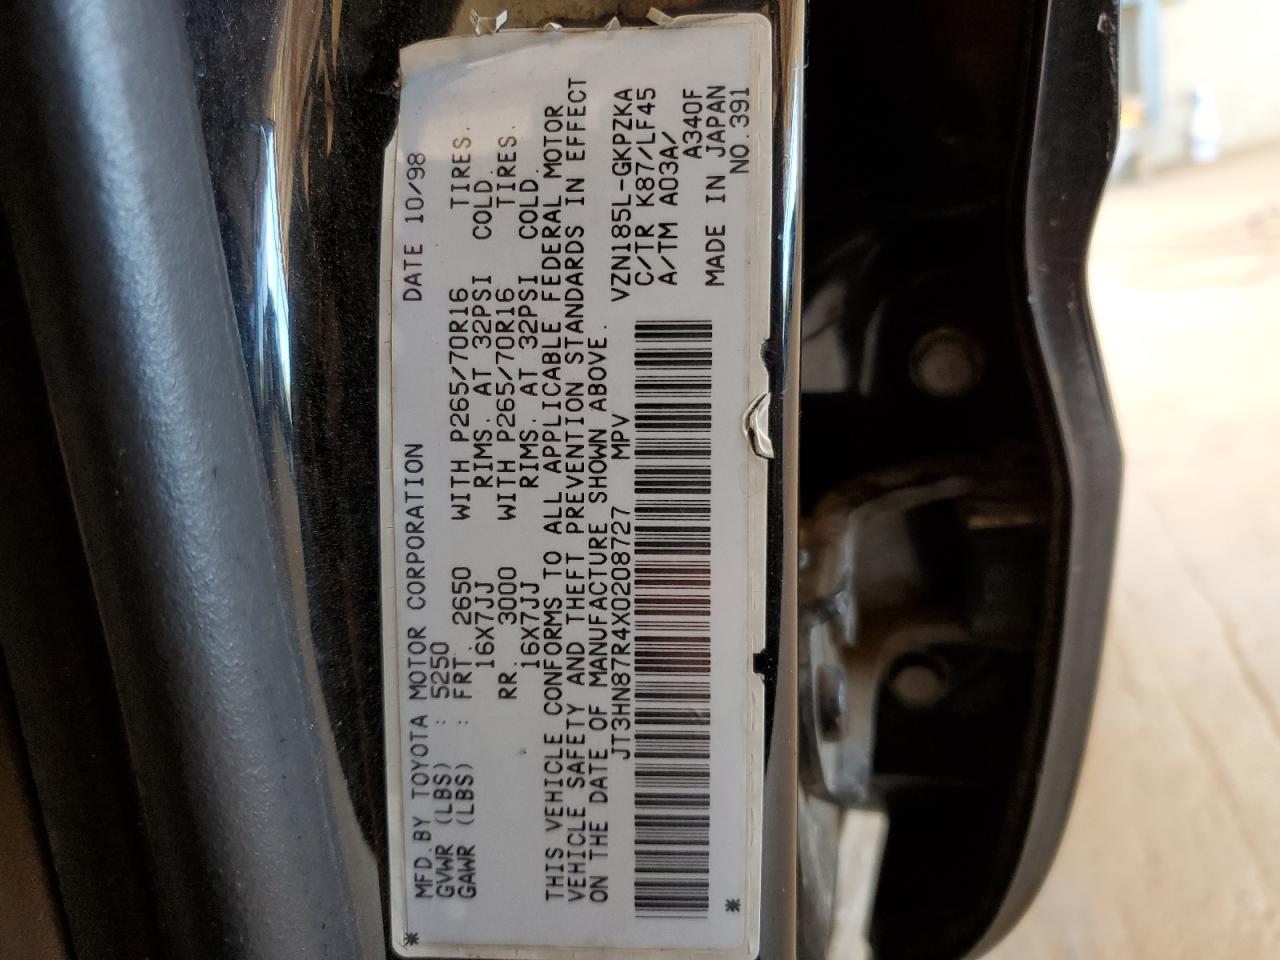 MFD. BY TOYOTA MOTOR CORPORATION DATE 10/98
GVWR (LBS) : 5250
GAWR (LBS) : FRT. 2650 WITH P265/70R16 TIRES.
16X7JJ RIMS. AT 32PSI COLD.
RR. 3000 WITH P265/70R16 TIRES.
16X7JJ RIMS. AT 32PSI COLD.
THIS VEHICLE CONFORMS TO ALL APPLICABLE FEDERAL MOTOR
VEHICLE SAFETY AND THEFT PREVENTION STANDARDS IN EFFECT
ON THE DATE OF MANUFACTURE SHOWN ABOVE.
JT3HN87R4X0208727 MPV VZN185L-GKPZKA
C/TR K87/LF45
A/TM A03A/
A340F
MADE IN JAPAN
NO.391